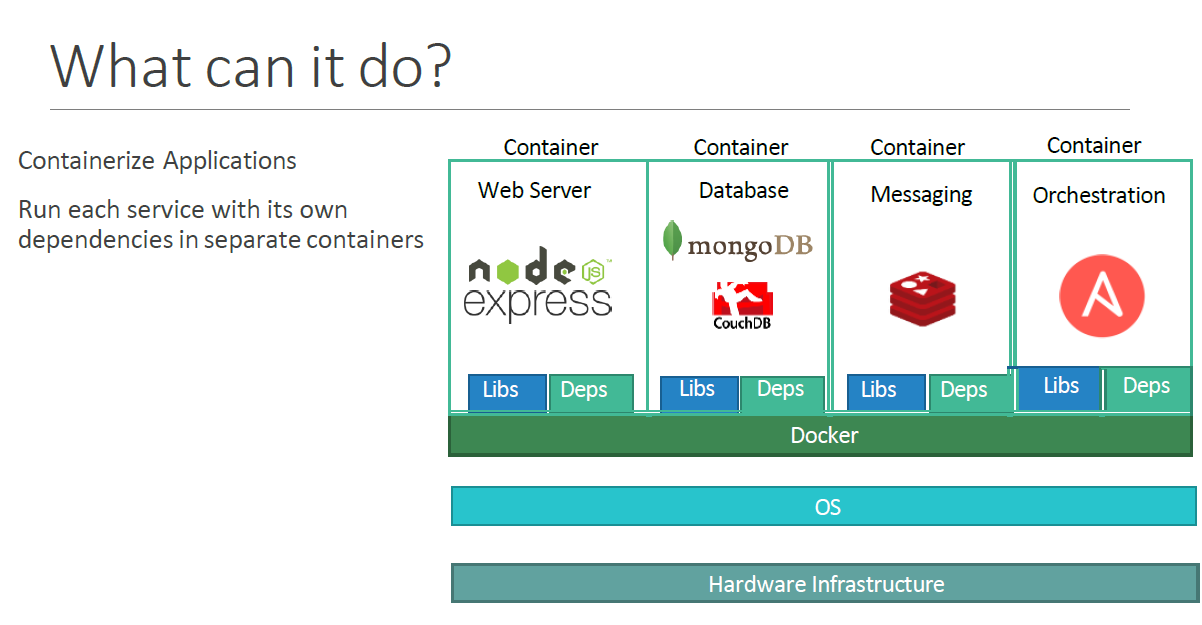 What can it do?
Containerize Applications
Run each service with its own
dependencies in separate containers
Container
Container
Container
Container
Web Server
Database
Messaging
Orchestration
node JS™
express
mongoDB
CouchDB
A
Libs
Deps
Libs
Deps
Libs
Deps
Libs
Deps
Docker
OS
Hardware Infrastructure